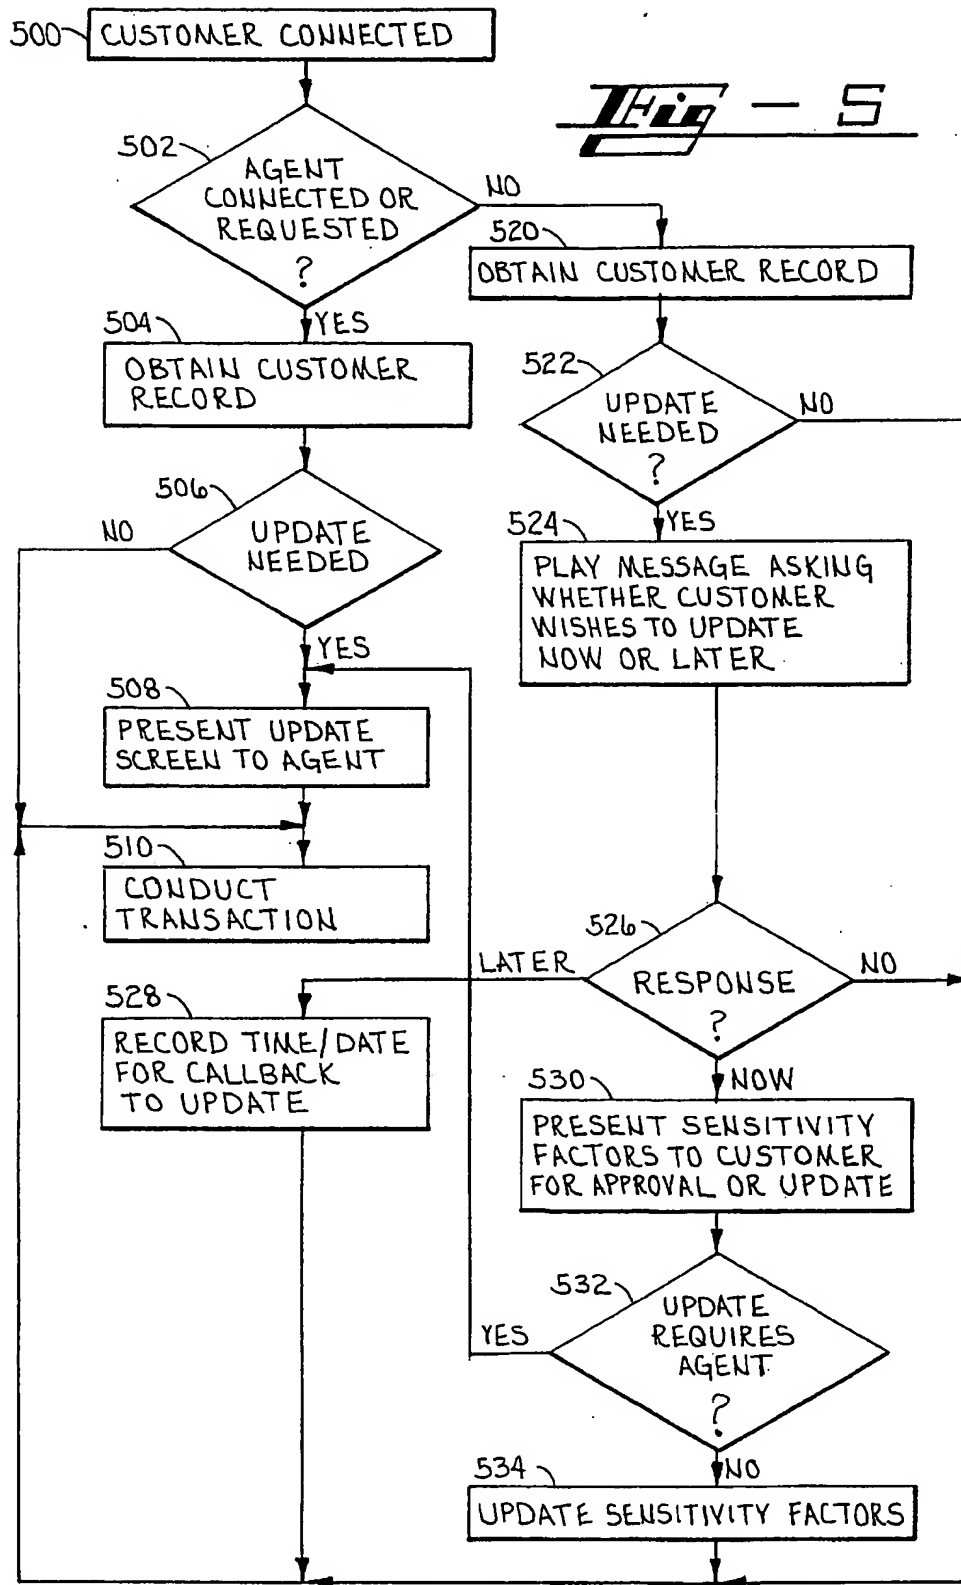 500 CUSTOMER CONNECTED
Fig - 5
502
AGENT
CONNECTED OR
REQUESTED
?
NO
YES
504
OBTAIN CUSTOMER
RECORD
506
UPDATE
NEEDED
NO
YES
508
PRESENT UPDATE
SCREEN TO AGENT
510
CONDUCT
TRANSACTION
520
OBTAIN CUSTOMER RECORD
522
UPDATE
NEEDED
?
NO
YES
524
PLAY MESSAGE ASKING
WHETHER CUSTOMER
WISHES TO UPDATE
NOW OR LATER
526
RESPONSE
?
LATER
NO
NOW
528
RECORD TIME/DATE
FOR CALLBACK
TO UPDATE
530
PRESENT SENSITIVITY
FACTORS TO CUSTOMER
FOR APPROVAL OR UPDATE
532
UPDATE
REQUIRES
AGENT
?
YES
NO
534
UPDATE SENSITIVITY FACTORS